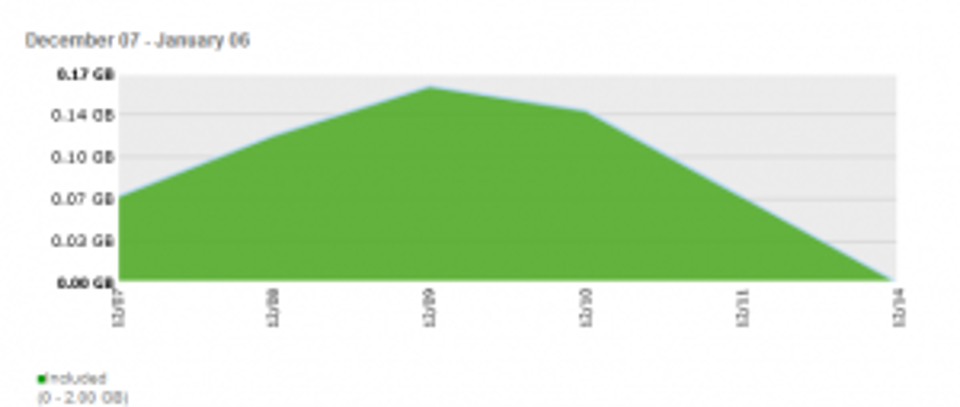 December 07 - January 06
0.17 GB
0.14 GB
0.10 GB
0.07 GB
0.03 GB
0.00 GB
12/07
12/08
12/09
12/10
12/11
12/14
Included
(0 - 2.00 GB)